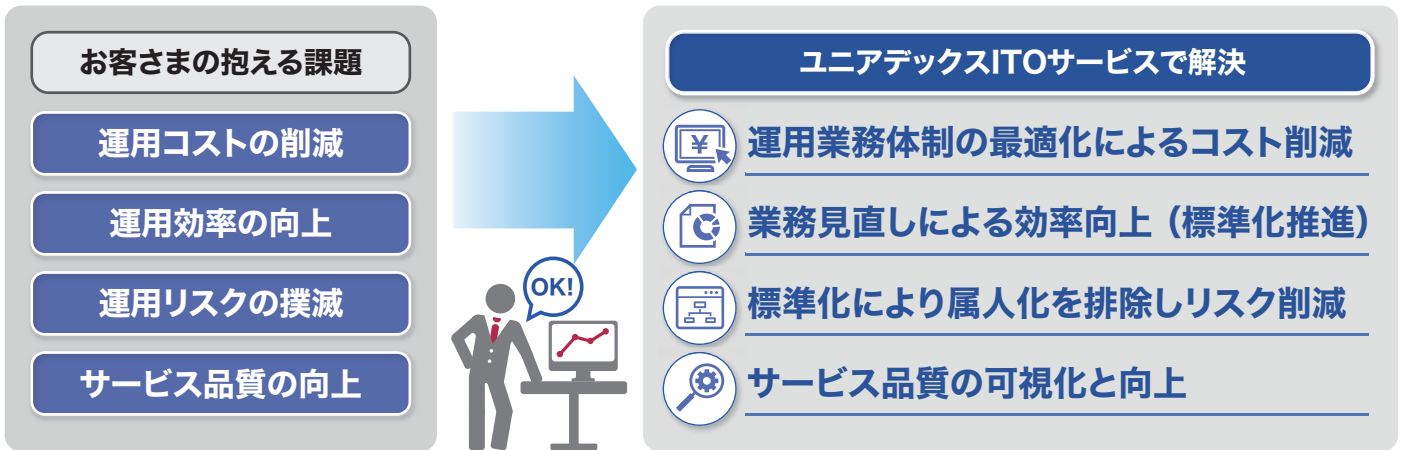 お客さまの抱える課題
運用コストの削減
運用効率の向上
運用リスクの撲滅
サービス品質の向上
OK!
ユニアデックスITOサービスで解決
¥
運用業務体制の最適化によるコスト削減
業務見直しによる効率向上（標準化推進）
標準化により属人化を排除しリスク削減
サービス品質の可視化と向上